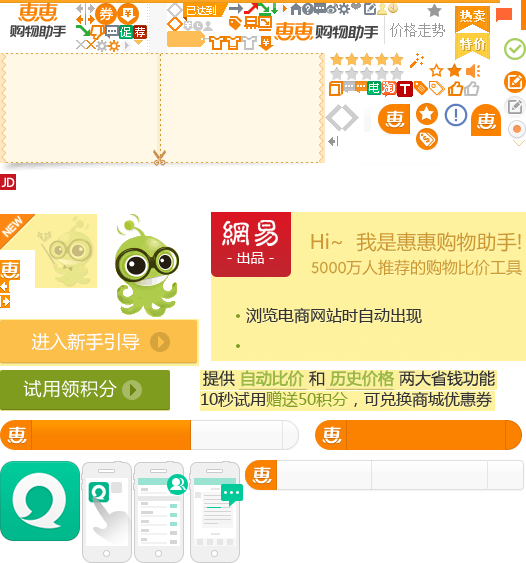 惠惠
购物助手
券
促
荐
已达到
惠惠购物助手
价格走势
热卖
特价
电
淘
T
惠
惠
JD
NEW
網易
- 出品 -
Hi~ 我是惠惠购物助手!
5000万人推荐的购物比价工具
惠
• 浏览电商网站时自动出现
•
进入新手引导
试用领积分
提供 自动比价 和 历史价格 两大省钱功能
10秒试用赠送50积分，可兑换商城优惠券
惠
惠
惠